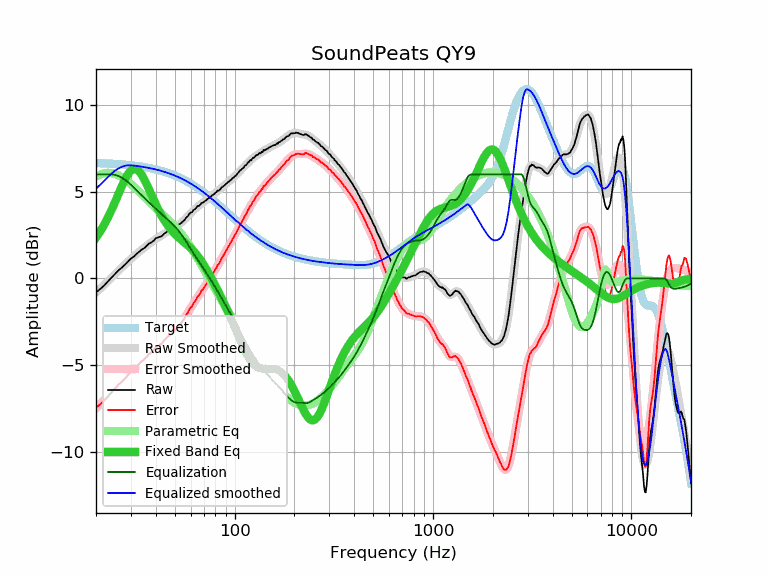 SoundPeats QY9
10
5
0
−5
−10
Amplitude (dBr)
Target
Raw Smoothed
Error Smoothed
Raw
Error
Parametric Eq
Fixed Band Eq
Equalization
Equalized smoothed
100 1000 10000
Frequency (Hz)